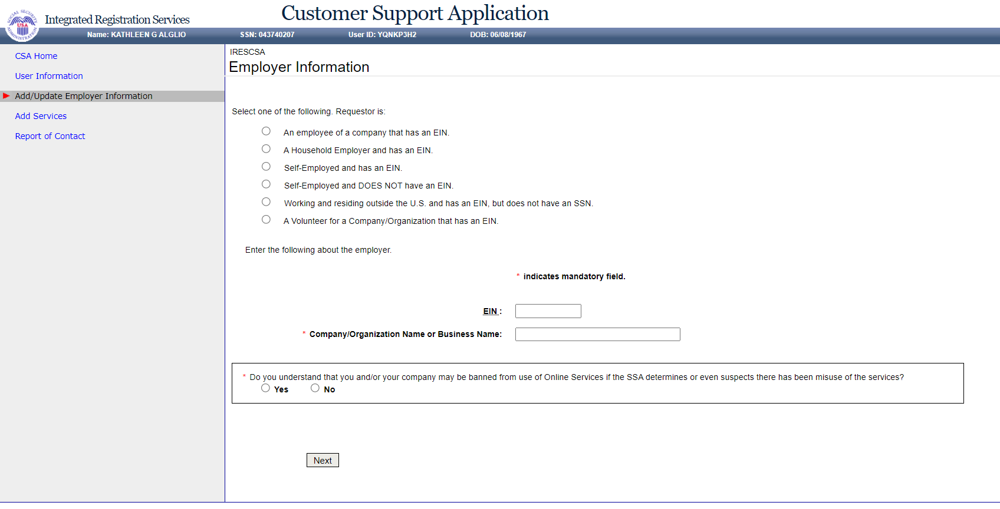 Customer Support Application
Integrated Registration Services
Name: KATHLEEN G ALGLIO SSN: 043740207 User ID: YQNKP3H2 DOB: 06/08/1967
CSA Home
User Information
Add/Update Employer Information
Add Services
Report of Contact
IRESCSA
Employer Information
Select one of the following. Requestor is:
An employee of a company that has an EIN.
A Household Employer and has an EIN.
Self-Employed and has an EIN.
Self-Employed and DOES NOT have an EIN.
Working and residing outside the U.S. and has an EIN, but does not have an SSN.
A Volunteer for a Company/Organization that has an EIN.
Enter the following about the employer.
* indicates mandatory field.
EIN :
* Company/Organization Name or Business Name:
* Do you understand that you and/or your company may be banned from use of Online Services if the SSA determines or even suspects there has been misuse of the services?
Yes No
Next
SOCIAL SECURITY ADMINISTRATION
USA